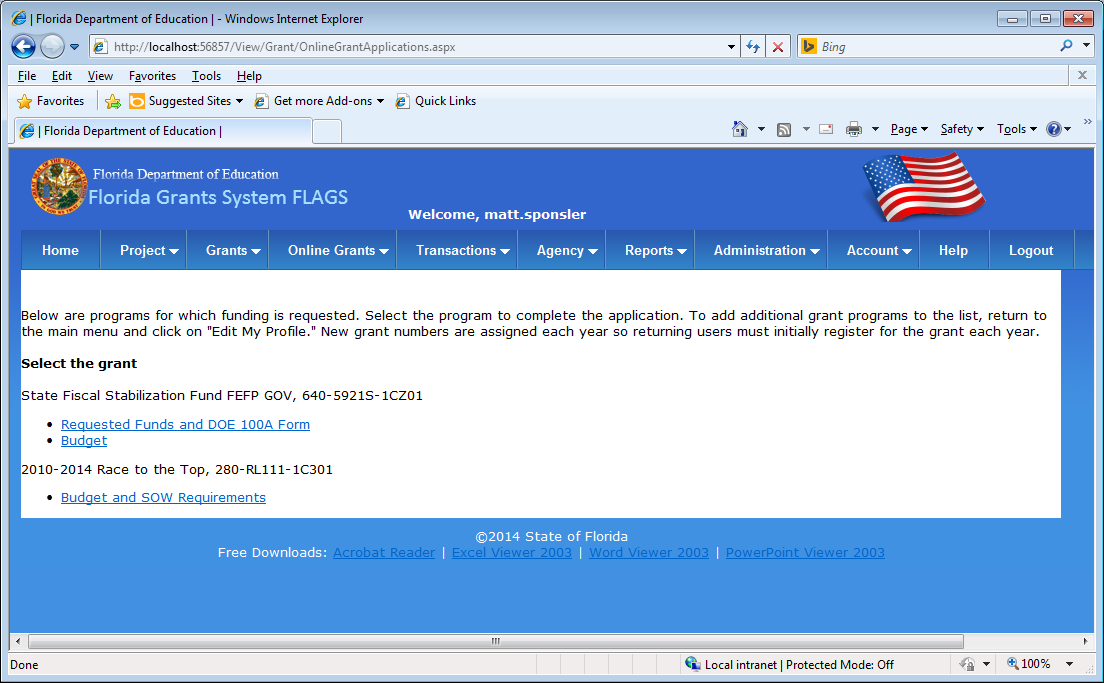 | Florida Department of Education | - Windows Internet Explorer
http://localhost:56857/View/Grant/OnlineGrantApplications.aspx
Bing
File Edit View Favorites Tools Help
Favorites Suggested Sites Get more Add-ons Quick Links
| Florida Department of Education |
Page Safety Tools
Florida Department of Education
Florida Grants System FLAGS
Welcome, matt.sponsler
Home Project Grants Online Grants Transactions Agency Reports Administration Account Help Logout
Below are programs for which funding is requested. Select the program to complete the application. To add additional grant programs to the list, return to
the main menu and click on "Edit My Profile." New grant numbers are assigned each year so returning users must initially register for the grant each year.
Select the grant
State Fiscal Stabilization Fund FEFP GOV, 640-5921S-1CZ01
• Requested Funds and DOE 100A Form
• Budget
2010-2014 Race to the Top, 280-RL111-1C301
• Budget and SOW Requirements
©2014 State of Florida
Free Downloads: Acrobat Reader | Excel Viewer 2003 | Word Viewer 2003 | PowerPoint Viewer 2003
Done
Local intranet | Protected Mode: Off
100%